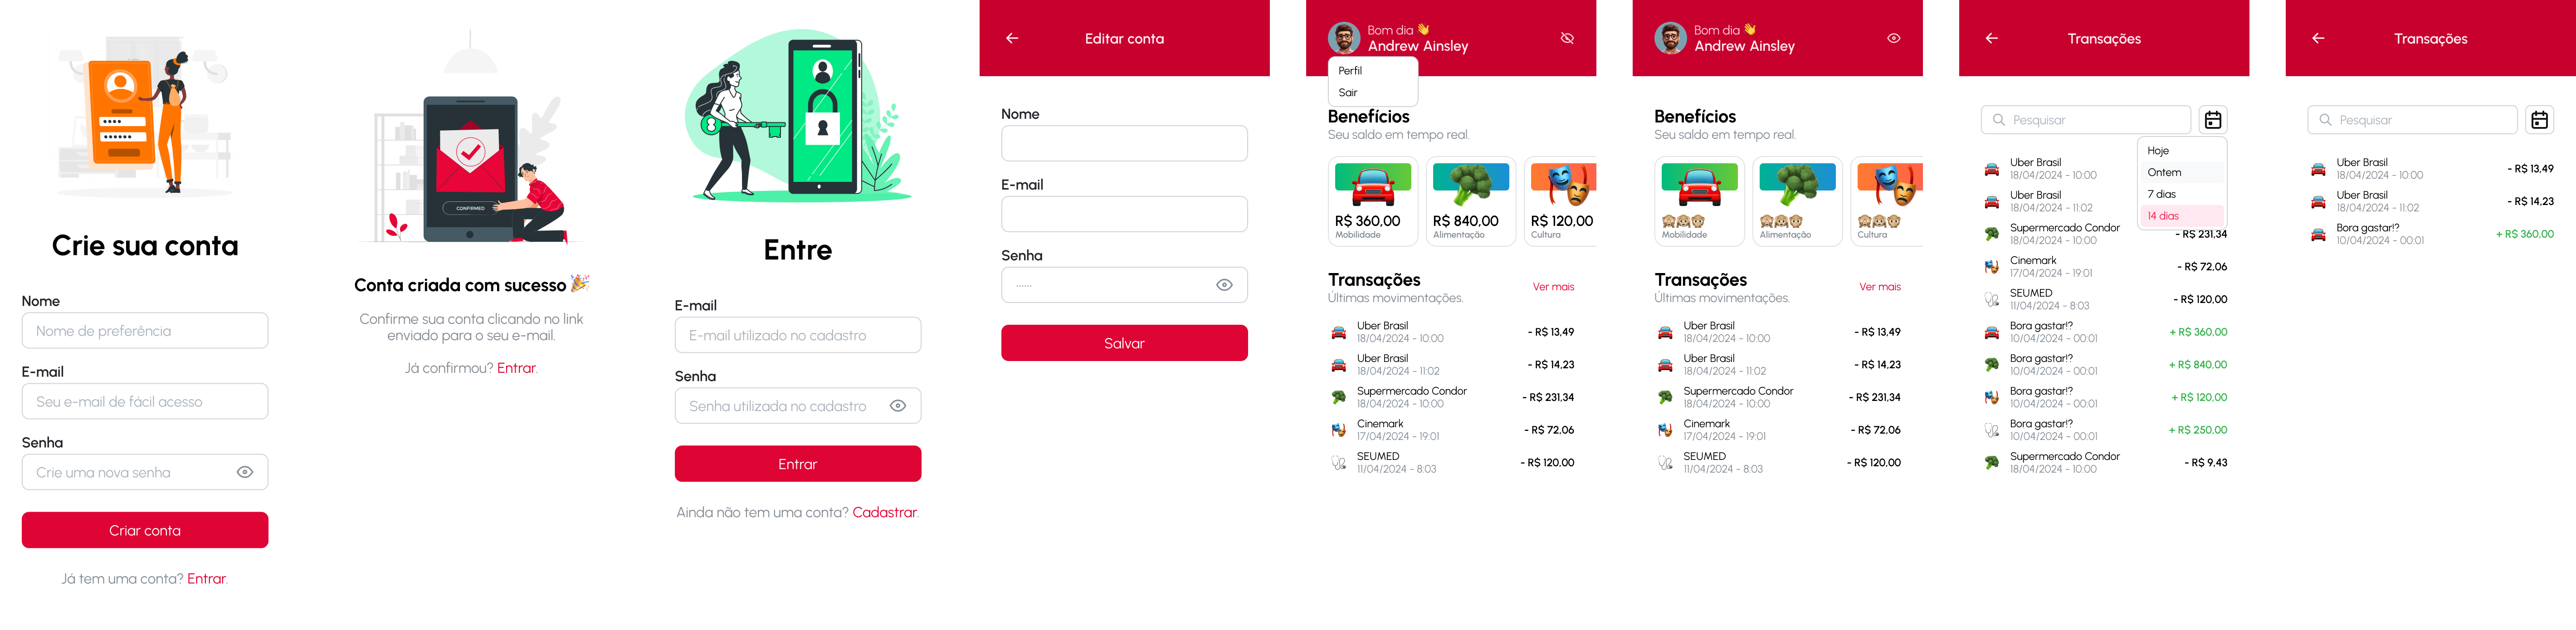 Crie sua conta
Nome
Nome de preferência
E-mail
Seu e-mail de fácil acesso
Senha
Crie uma nova senha
Criar conta
Já tem uma conta? Entrar.
CONFIRMED
Conta criada com sucesso 🎉
Confirme sua conta clicando no link
enviado para o seu e-mail.
Já confirmou? Entrar.
Entre
E-mail
E-mail utilizado no cadastro
Senha
Senha utilizada no cadastro
Entrar
Ainda não tem uma conta? Cadastrar.
Editar conta
Nome
E-mail
Senha
······
Salvar
Bom dia 👋
Andrew Ainsley
Perfil
Sair
Benefícios
Seu saldo em tempo real.
R$ 360,00
Mobilidade
R$ 840,00
Alimentação
R$ 120,00
Cultura
Transações
Últimas movimentações.
Ver mais
Uber Brasil
18/04/2024 - 10:00
- R$ 13,49
Uber Brasil
18/04/2024 - 11:02
- R$ 14,23
Supermercado Condor
18/04/2024 - 10:00
- R$ 231,34
Cinemark
17/04/2024 - 19:01
- R$ 72,06
SEUMED
11/04/2024 - 8:03
- R$ 120,00
Bom dia 👋
Andrew Ainsley
Benefícios
Seu saldo em tempo real.
🙈🙈🙈
Mobilidade
🙈🙈🙈
Alimentação
🙈🙈🙈
Cultura
Transações
Últimas movimentações.
Ver mais
Uber Brasil
18/04/2024 - 10:00
- R$ 13,49
Uber Brasil
18/04/2024 - 11:02
- R$ 14,23
Supermercado Condor
18/04/2024 - 10:00
- R$ 231,34
Cinemark
17/04/2024 - 19:01
- R$ 72,06
SEUMED
11/04/2024 - 8:03
- R$ 120,00
Transações
Pesquisar
Hoje
Ontem
7 dias
14 dias
Uber Brasil
18/04/2024 - 10:00
Uber Brasil
18/04/2024 - 11:02
Supermercado Condor
18/04/2024 - 10:00
- R$ 231,34
Cinemark
17/04/2024 - 19:01
- R$ 72,06
SEUMED
11/04/2024 - 8:03
- R$ 120,00
Bora gastar!?
10/04/2024 - 00:01
+ R$ 360,00
Bora gastar!?
10/04/2024 - 00:01
+ R$ 840,00
Bora gastar!?
10/04/2024 - 00:01
+ R$ 120,00
Bora gastar!?
10/04/2024 - 00:01
+ R$ 250,00
Supermercado Condor
18/04/2024 - 10:00
- R$ 9,43
Transações
Pesquisar
Uber Brasil
18/04/2024 - 10:00
- R$ 13,49
Uber Brasil
18/04/2024 - 11:02
- R$ 14,23
Bora gastar!?
10/04/2024 - 00:01
+ R$ 360,00